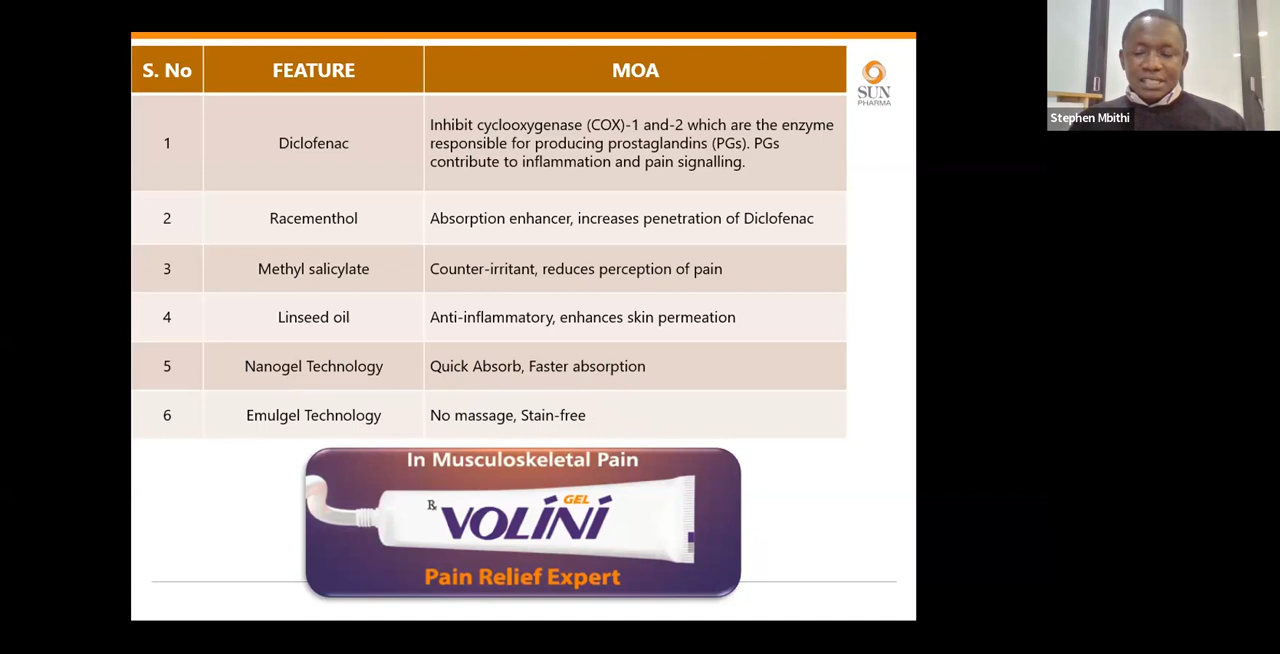 S. No FEATURE MOA
1 Diclofenac Inhibit cyclooxygenase (COX)-1 and-2 which are the enzyme
responsible for producing prostaglandins (PGs). PGs
contribute to inflammation and pain signalling.
2 Racementhol Absorption enhancer, increases penetration of Diclofenac
3 Methyl salicylate Counter-irritant, reduces perception of pain
4 Linseed oil Anti-inflammatory, enhances skin permeation
5 Nanogel Technology Quick Absorb, Faster absorption
6 Emulgel Technology No massage, Stain-free
SUN
PHARMA
Stephen Mbithi
In Musculoskeletal Pain
GEL
℞ VOLINI
Pain Relief Expert